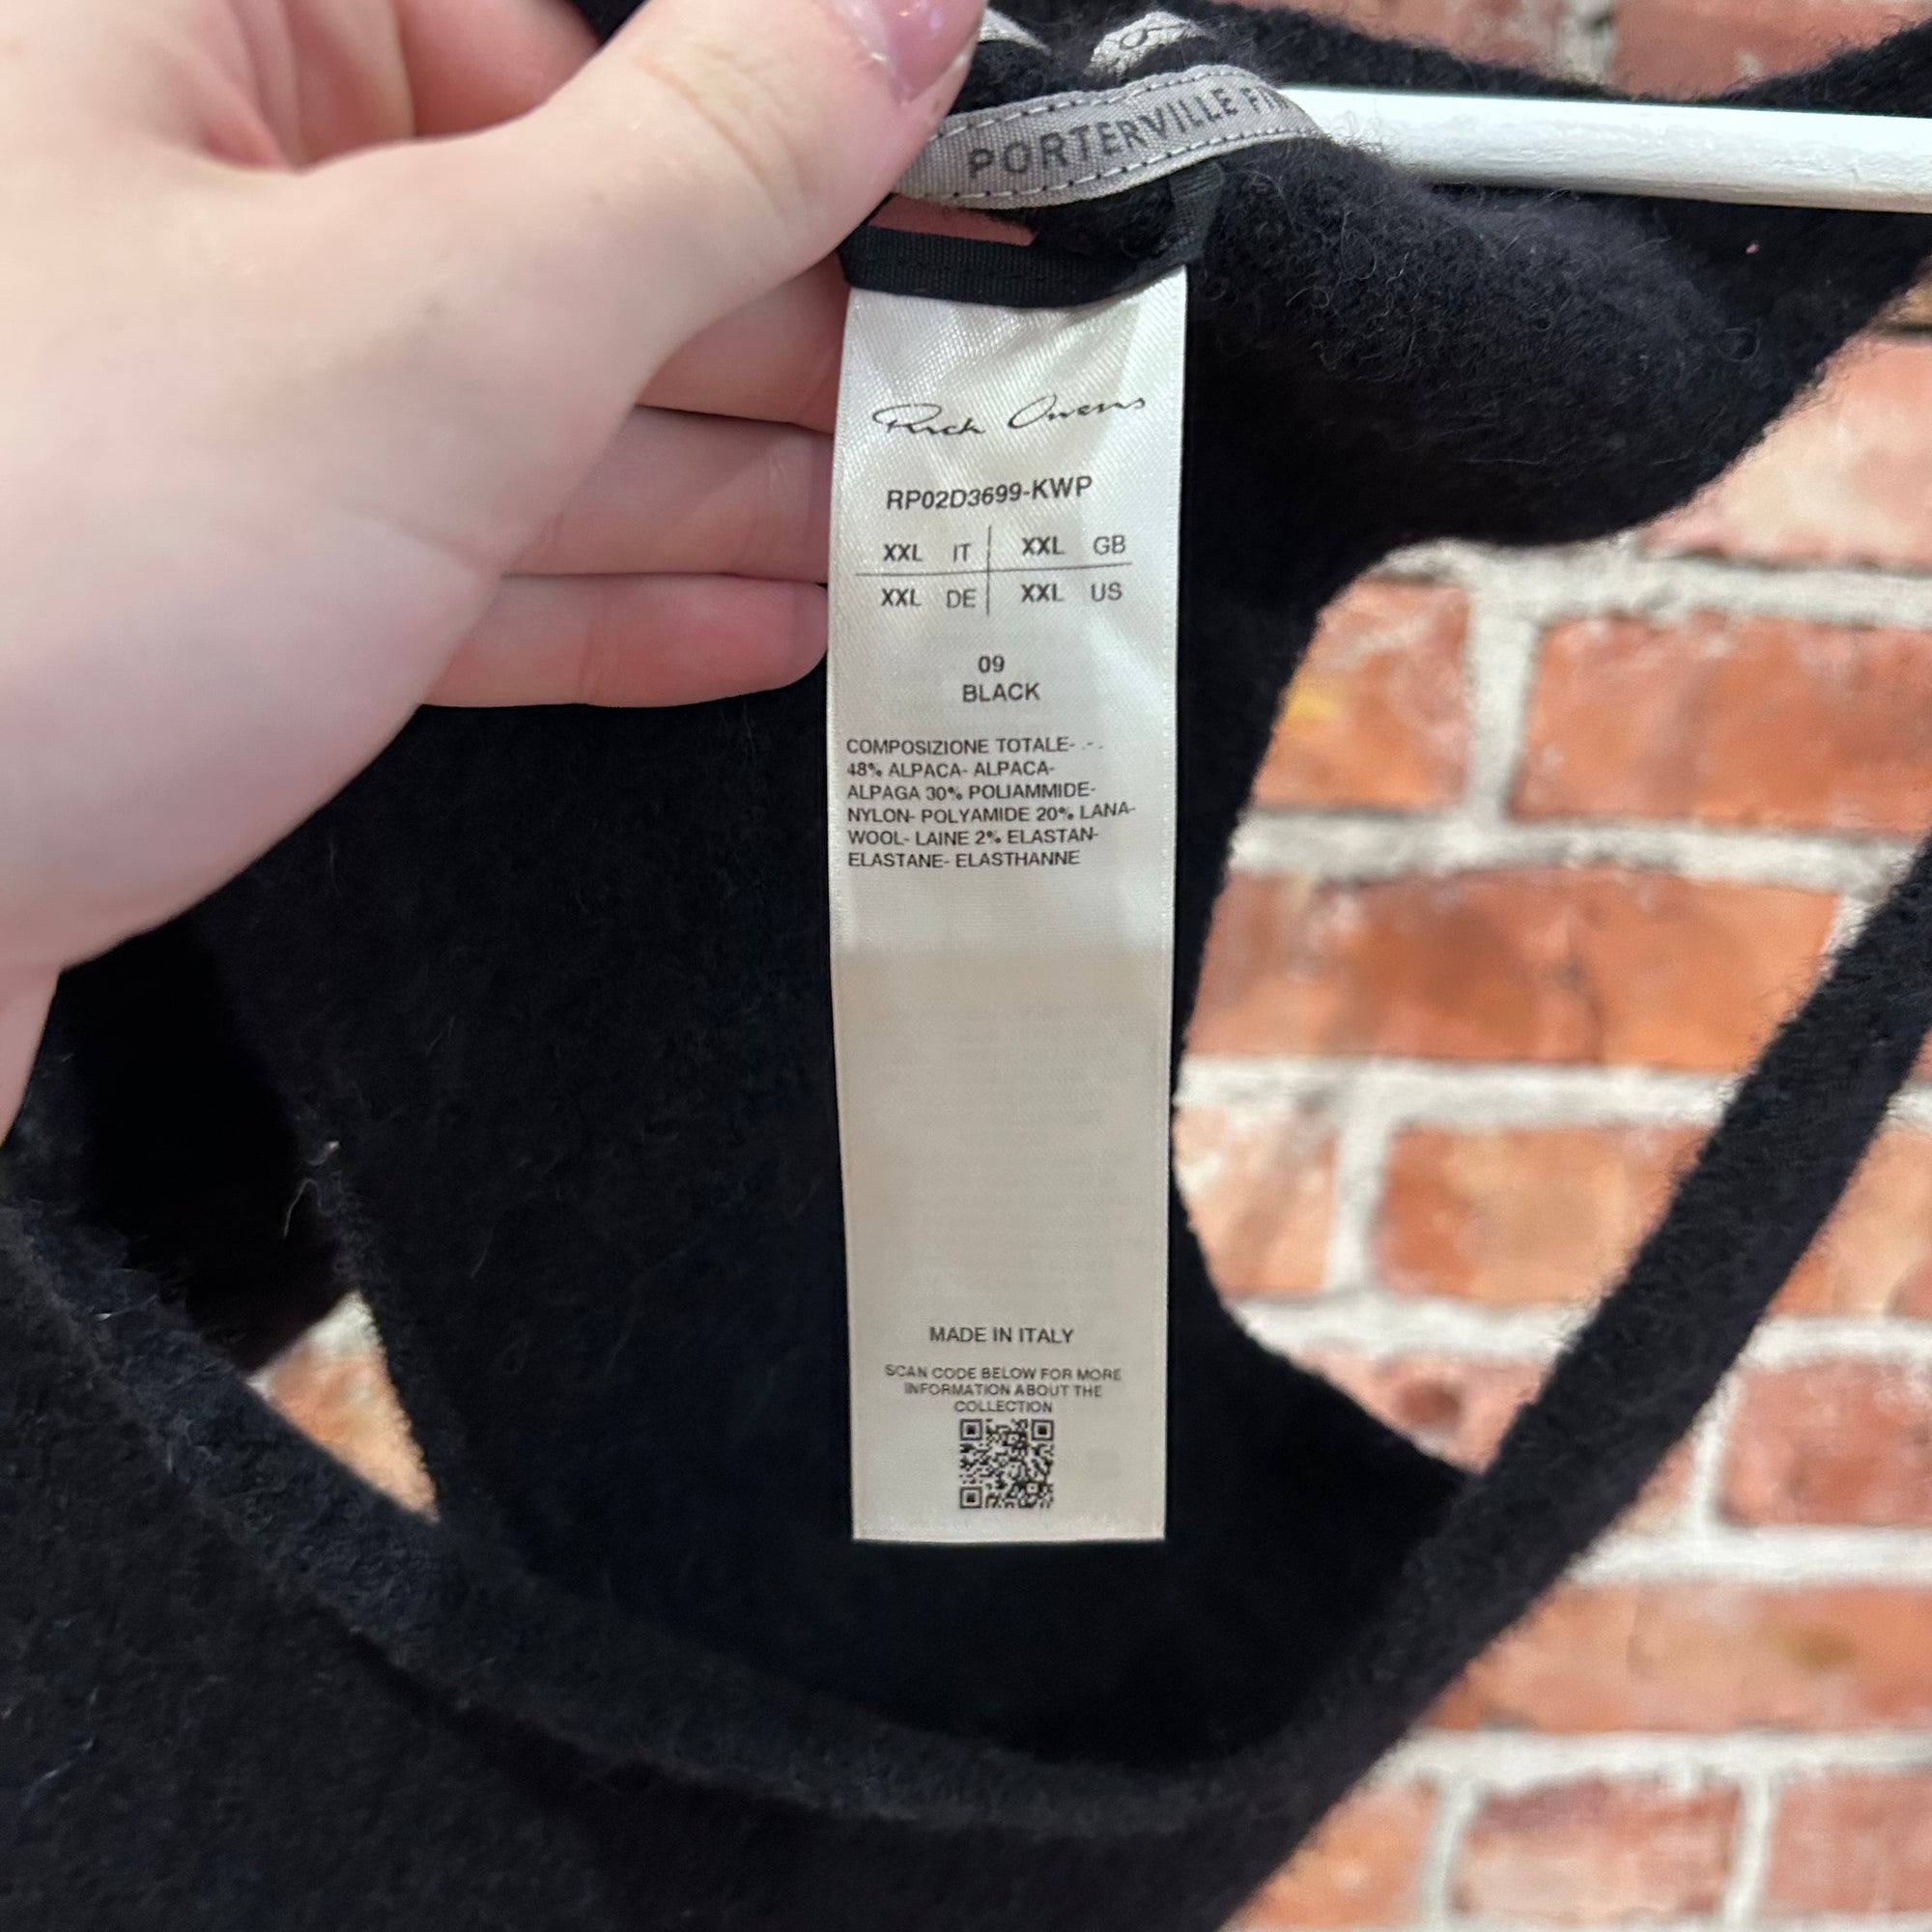 PORTERVILLE
Rick Owens
RP02D3699-KWP
XXL IT XXL GB
XXL DE XXL US
09
BLACK
COMPOSIZIONE TOTALE- - -
48% ALPACA- ALPACA-
ALPAGA 30% POLIAMMIDE-
NYLON- POLYAMIDE 20% LANA-
WOOL- LAINE 2% ELASTAN-
ELASTANE- ELASTHANNE
MADE IN ITALY
SCAN CODE BELOW FOR MORE
INFORMATION ABOUT THE
COLLECTION